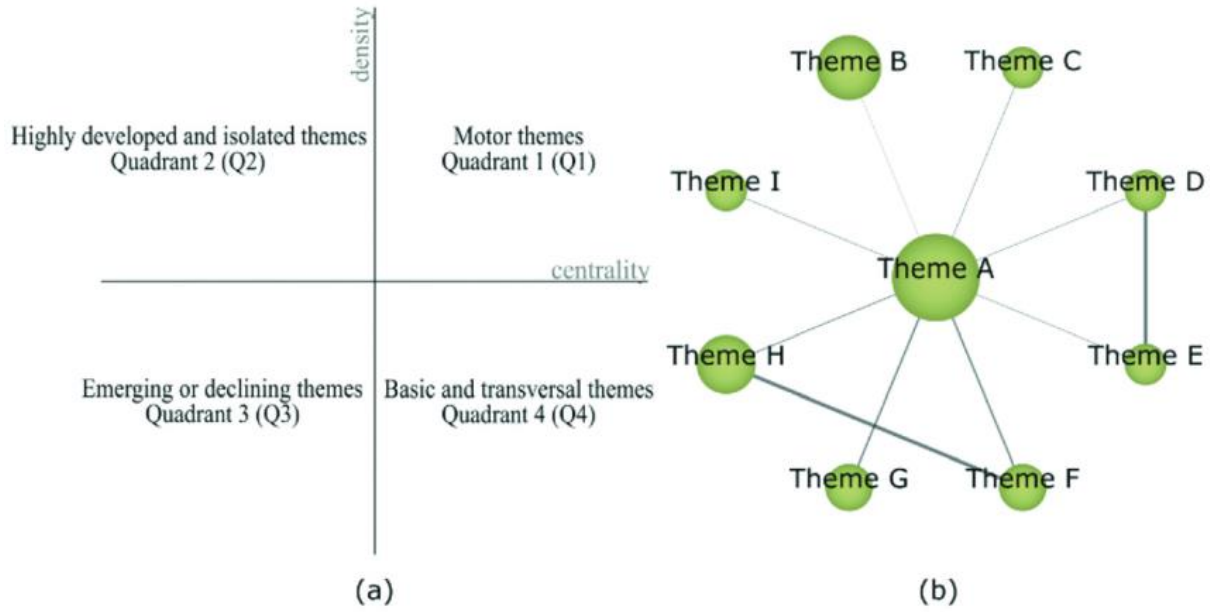 density
Highly developed and isolated themes
Quadrant 2 (Q2)
Motor themes
Quadrant 1 (Q1)
centrality
Emerging or declining themes
Quadrant 3 (Q3)
Basic and transversal themes
Quadrant 4 (Q4)
(a)
Theme B
Theme C
Theme I
Theme D
Theme A
Theme H
Theme E
Theme G
Theme F
(b)